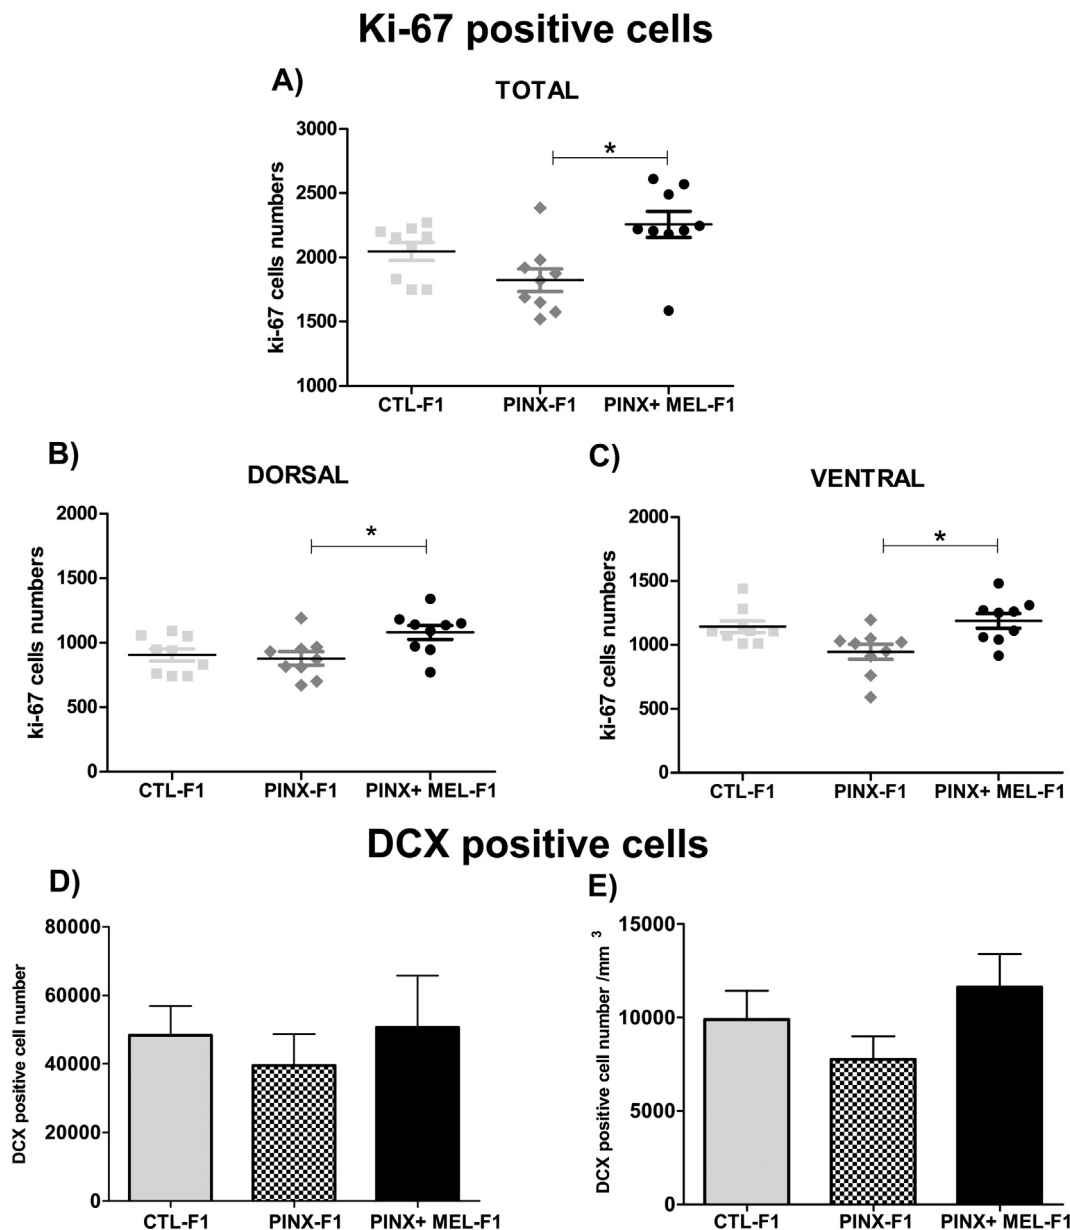 Ki-67 positive cells
A)
TOTAL
ki-67 cells numbers
3000
2500
2000
1500
1000
*
CTL-F1 PINX-F1 PINX+ MEL-F1
B)
DORSAL
ki-67 cells numbers
2000
1500
1000
500
0
*
CTL-F1 PINX-F1 PINX+ MEL-F1
C)
VENTRAL
ki-67 cells numbers
2000
1500
1000
500
0
*
CTL-F1 PINX-F1 PINX+ MEL-F1
DCX positive cells
D)
DCX positive cell number
80000
60000
40000
20000
0
CTL-F1 PINX-F1 PINX+ MEL-F1
E)
DCX positive cell number /mm 3
15000
10000
5000
0
CTL-F1 PINX-F1 PINX+ MEL-F1